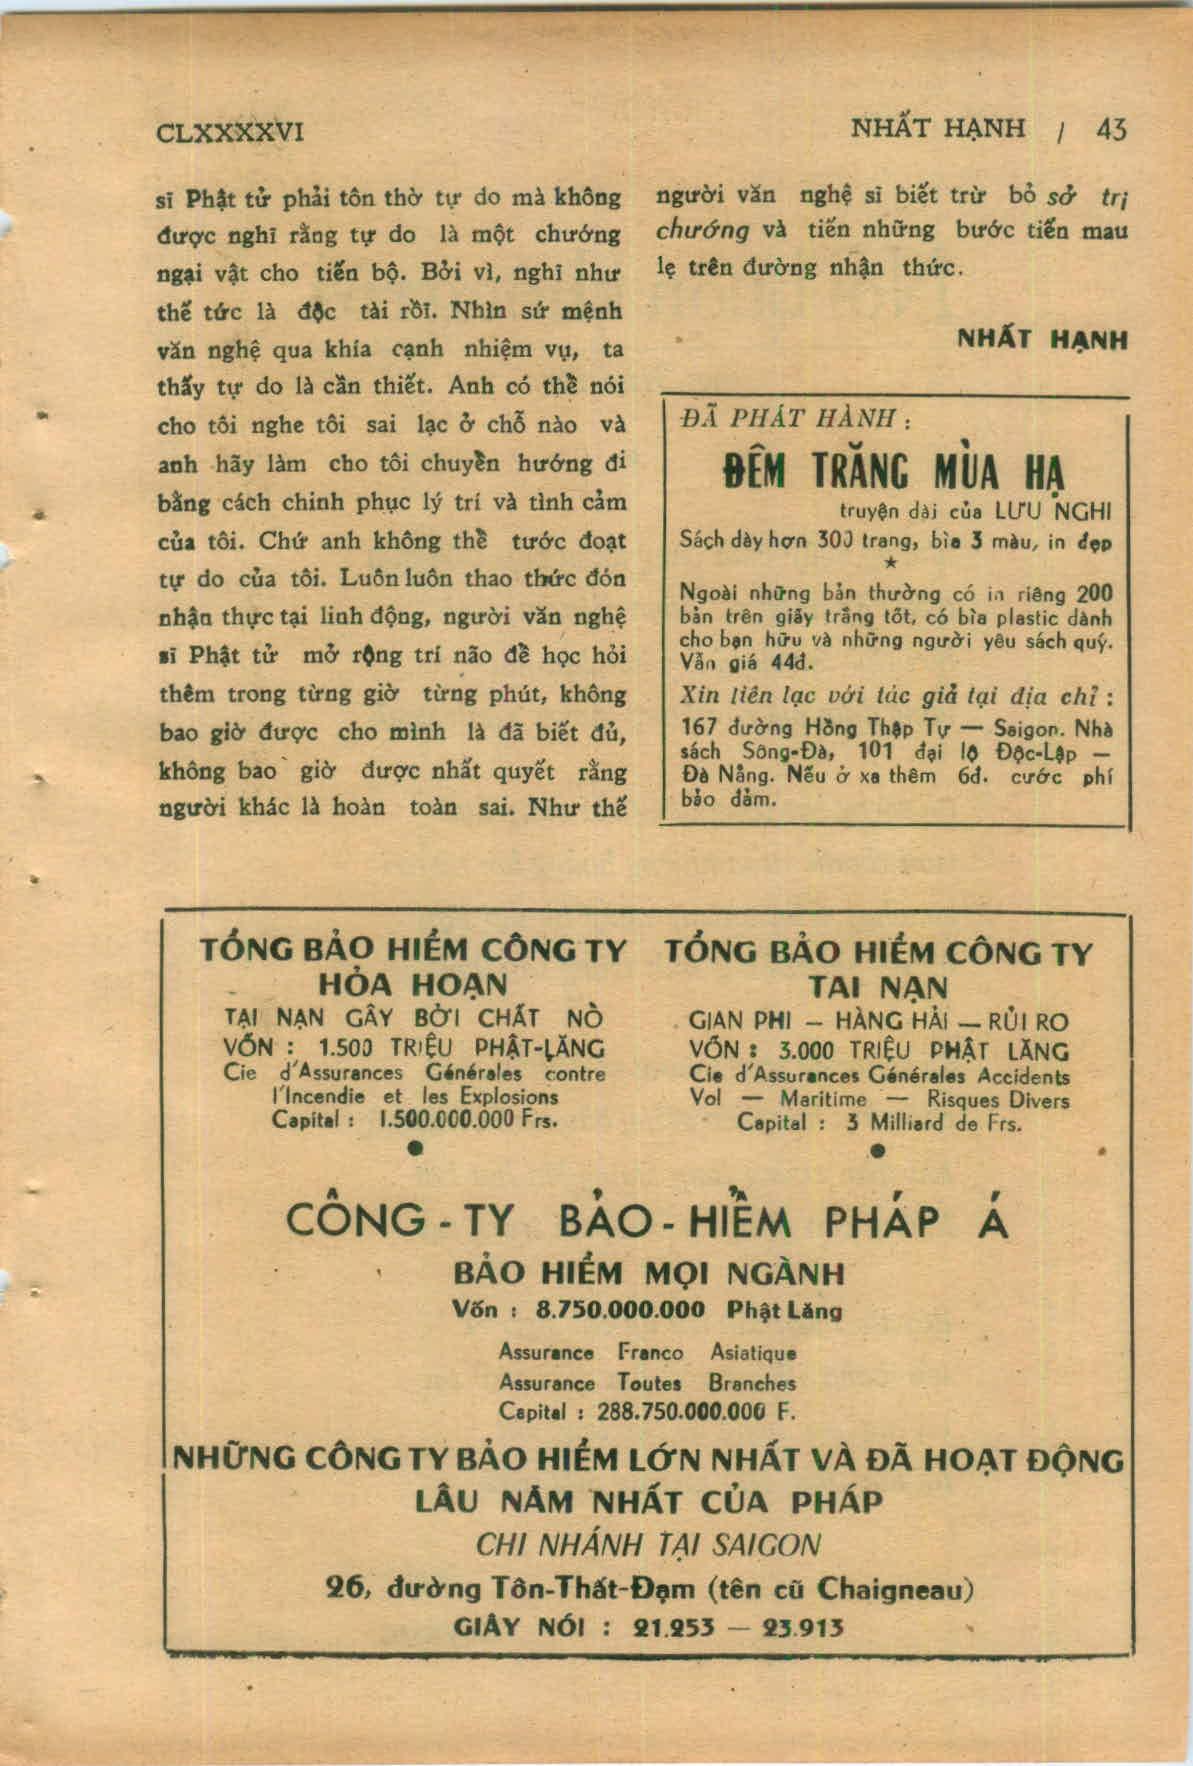 CLXXXXVI
NHẤT HẠNH / 43
sĩ Phật tử phải tôn thờ tự do mà không
được nghĩ rằng tự do là một chướng
ngại vật cho tiến bộ. Bởi vì, nghĩ như
thế tức là độc tài rồi. Nhìn sứ mệnh
văn nghệ qua khía cạnh nhiệm vụ, ta
thấy tự do là cần thiết. Anh có thể nói
cho tôi nghe tôi sai lạc ở chỗ nào và
anh hãy làm cho tôi chuyển hướng đi
bằng cách chinh phục lý trí và tình cảm
của tôi. Chứ anh không thể tước đoạt
tự do của tôi. Luôn luôn thao thức đón
nhận thực tại linh động, người văn nghệ
sĩ Phật tử mở rộng trí não để học hỏi
thêm trong từng giờ từng phút, không
bao giờ được cho mình là đã biết đủ,
không bao giờ được nhất quyết rằng
người khác là hoàn toàn sai. Như thế
người văn nghệ sĩ biết trừ bỏ sở trị
chướng và tiến những bước tiến mau
lẹ trên đường nhận thức.
NHẤT HẠNH
ĐÃ PHÁT HÀNH :
ĐÊM TRĂNG MÙA HẠ
truyện dài của LƯU NGHI
Sách dày hơn 300 trang, bìa 3 màu, in đẹp
★
Ngoài những bản thường có in riêng 200
bản trên giấy trắng tốt, có bìa plastic dành
cho bạn hữu và những người yêu sách quý.
Vẫn giá 44đ.
Xin liên lạc với tác giả tại địa chỉ :
167 đường Hồng Thập Tự — Saigon. Nhà
sách Sông-Đà, 101 đại lộ Độc-Lập —
Đà Nẵng. Nếu ở xa thêm 6đ. cước phí
bảo đảm.
TỔNG BẢO HIỂM CÔNG TY
HỎA HOẠN
TẠI NẠN GÂY BỞI CHẤT NỔ
VỐN : 1.500 TRIỆU PHẬT-LĂNG
Cie d'Assurances Générales contre
l'Incendie et les Explosions
Capital : 1.500.000.000 Frs.
●
TỔNG BẢO HIỂM CÔNG TY
TAI NẠN
GIAN PHI — HÀNG HẢI — RỦI RO
VỐN : 3.000 TRIỆU PHẬT LĂNG
Cie d'Assurances Générales Accidents
Vol — Maritime — Risques Divers
Capital : 3 Milliard de Frs.
●
CÔNG - TY BẢO - HIỂM PHÁP Á
BẢO HIỂM MỌI NGÀNH
Vốn : 8.750.000.000 Phật Lăng
Assurance Franco Asiatique
Assurance Toutes Branches
Capital : 288.750.000.000 F.
NHỮNG CÔNG TY BẢO HIỂM LỚN NHẤT VÀ ĐÃ HOẠT ĐỘNG
LÂU NĂM NHẤT CỦA PHÁP
CHI NHÁNH TẠI SAIGON
26, đường Tôn-Thất-Đạm (tên cũ Chaigneau)
GIÂY NÓI : 21.253 — 23.913